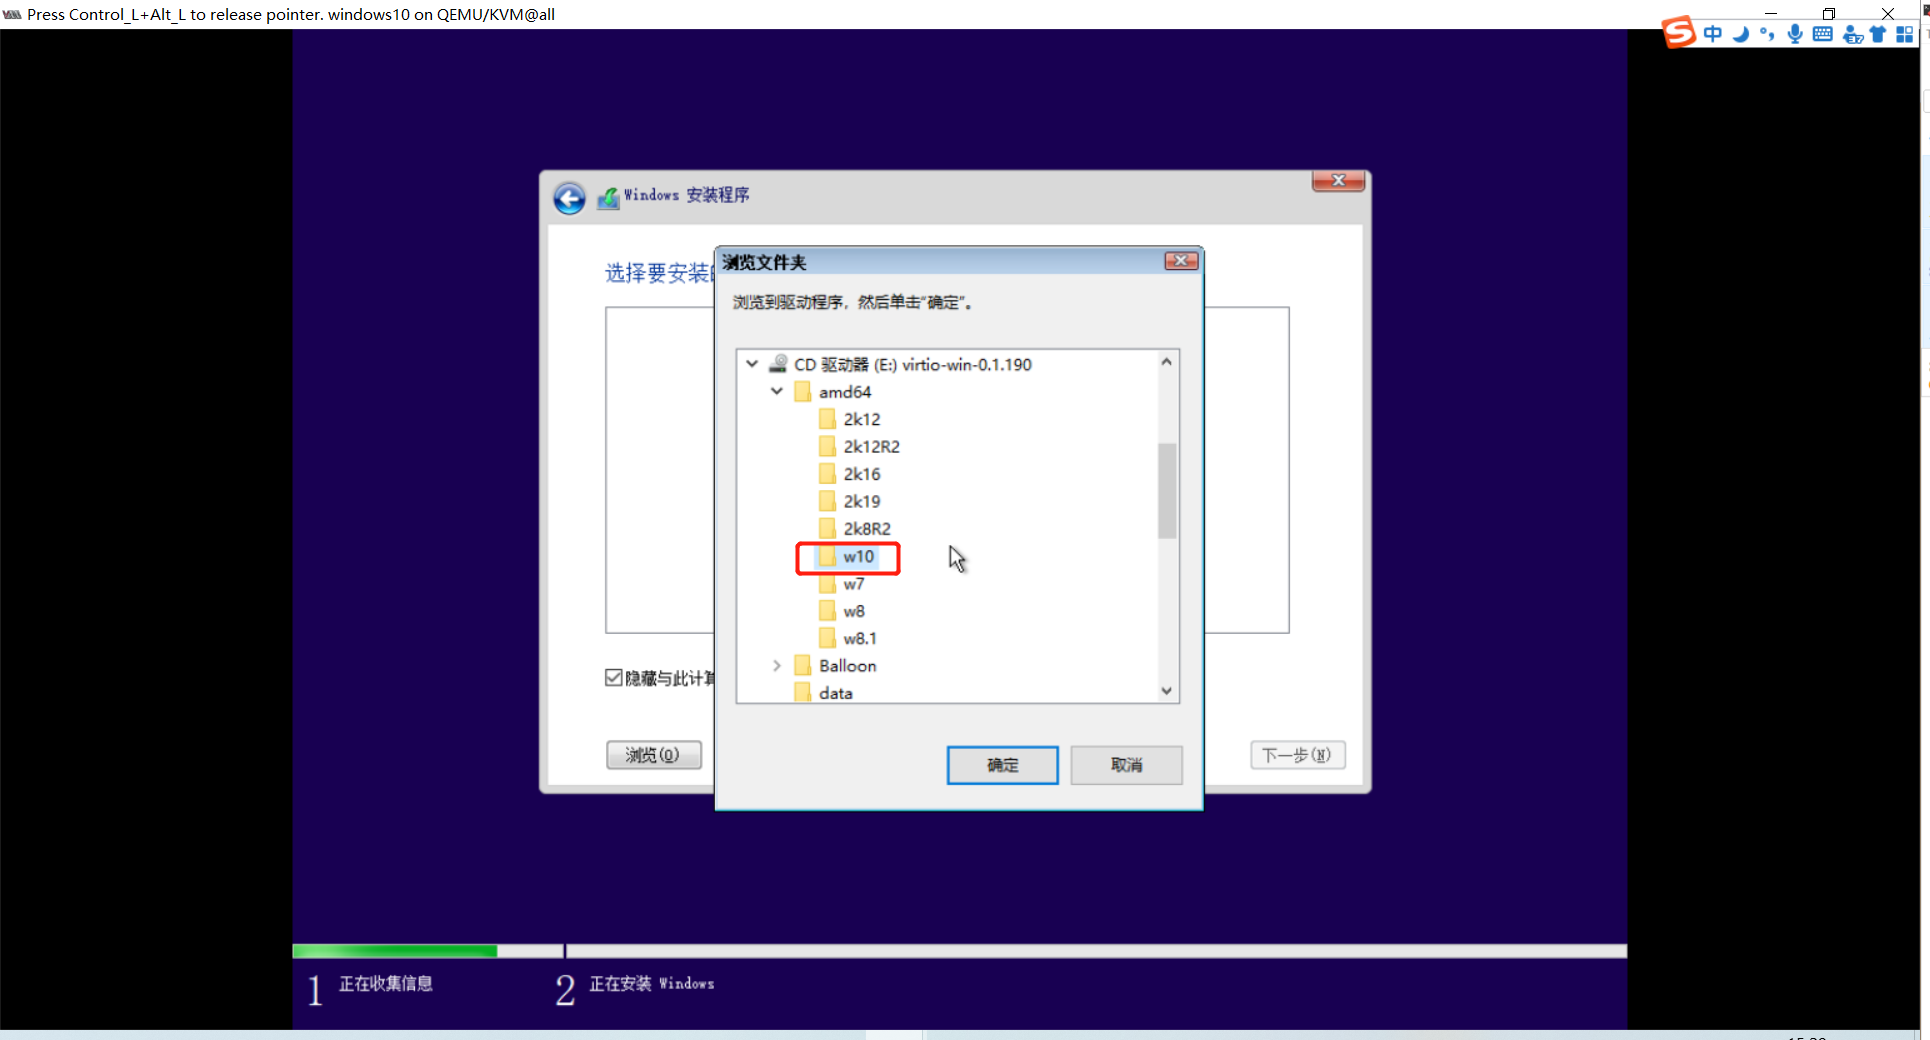 Press Control_L+Alt_L to release pointer. windows10 on QEMU/KVM@all
中
37
Windows 安装程序
选择要安装
浏览文件夹
浏览到驱动程序，然后单击“确定”。
CD 驱动器 (E:) virtio-win-0.1.190
amd64
2k12
2k12R2
2k16
2k19
2k8R2
w10
w7
w8
w8.1
Balloon
data
隐藏与此计算
浏览(O)
确定
取消
下一步(N)
1 正在收集信息
2 正在安装 Windows